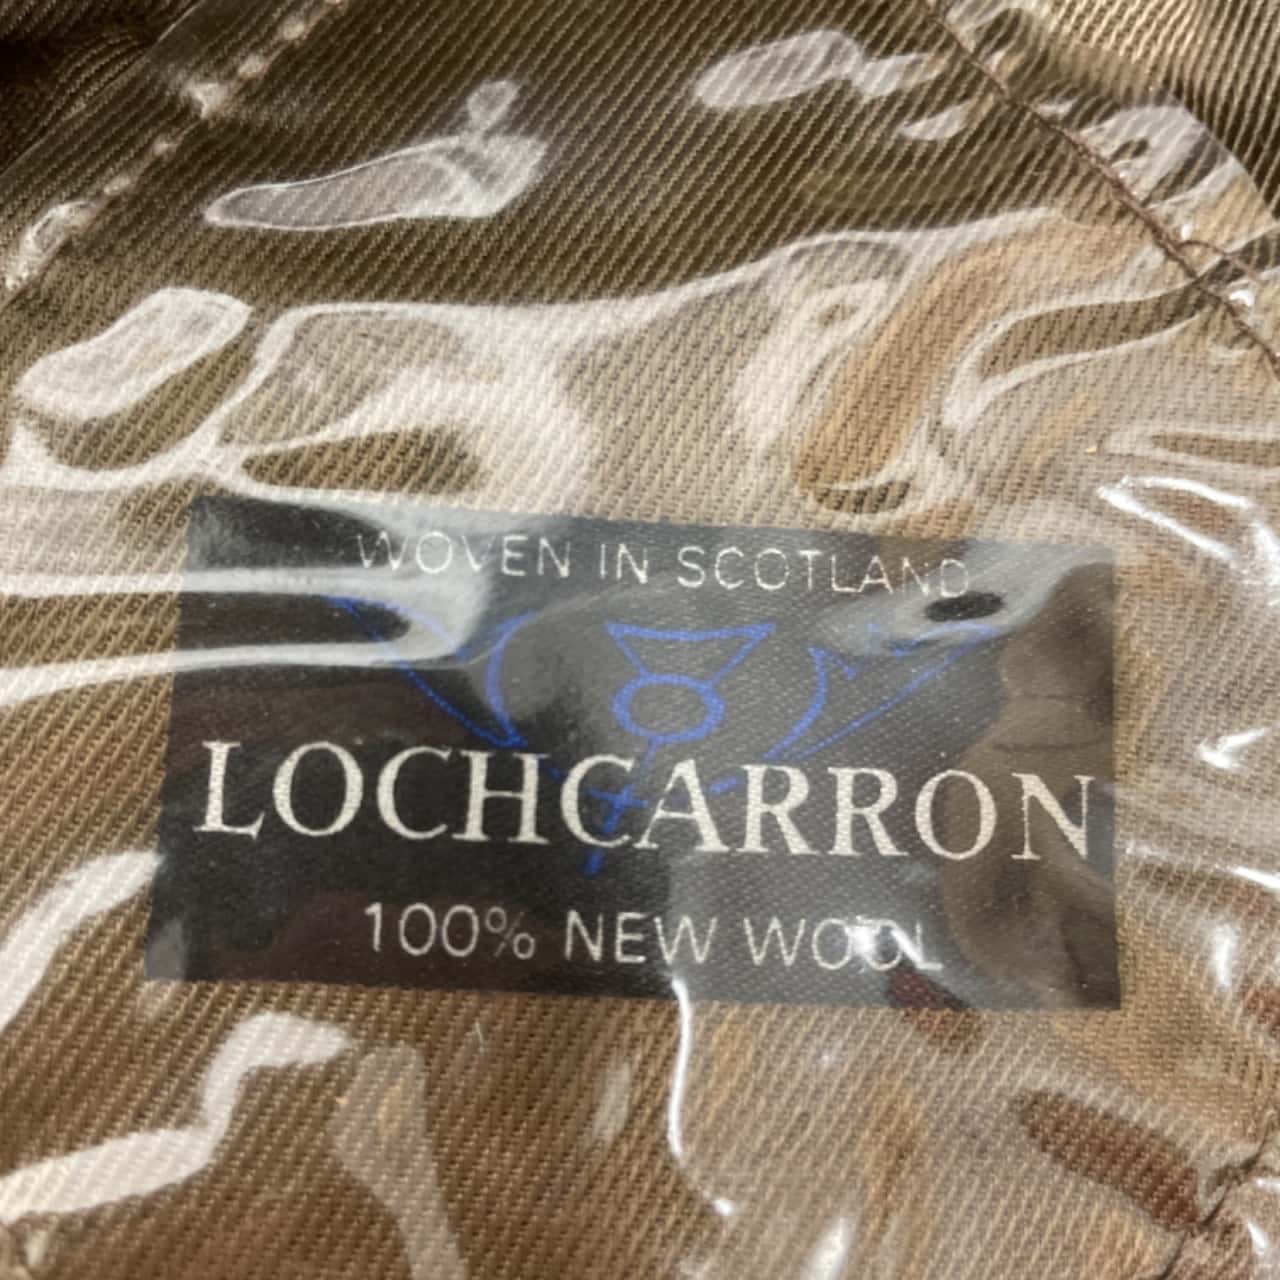 WOVEN IN SCOTLAND
LOCHCARRON
100% NEW WOOL